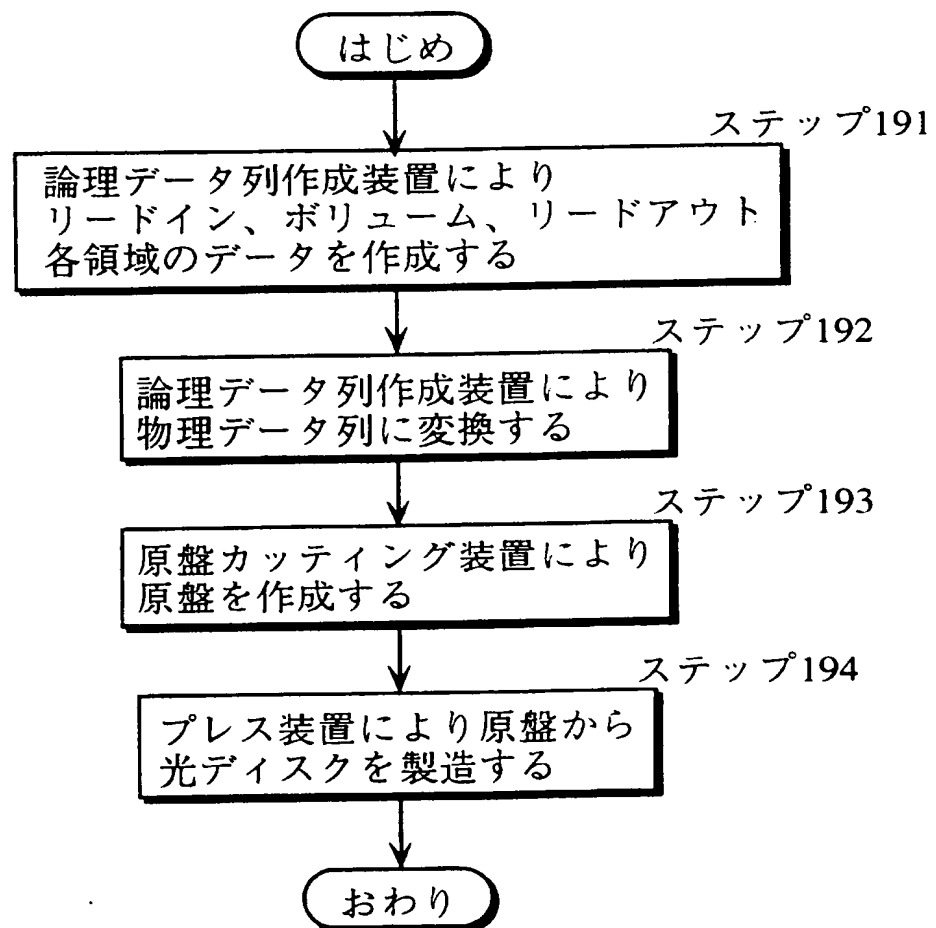 はじめ
ステップ191
論理データ列作成装置により
リードイン、ボリューム、リードアウト
各領域のデータを作成する
ステップ192
論理データ列作成装置により
物理データ列に変換する
ステップ193
原盤カッティング装置により
原盤を作成する
ステップ194
プレス装置により原盤から
光ディスクを製造する
おわり